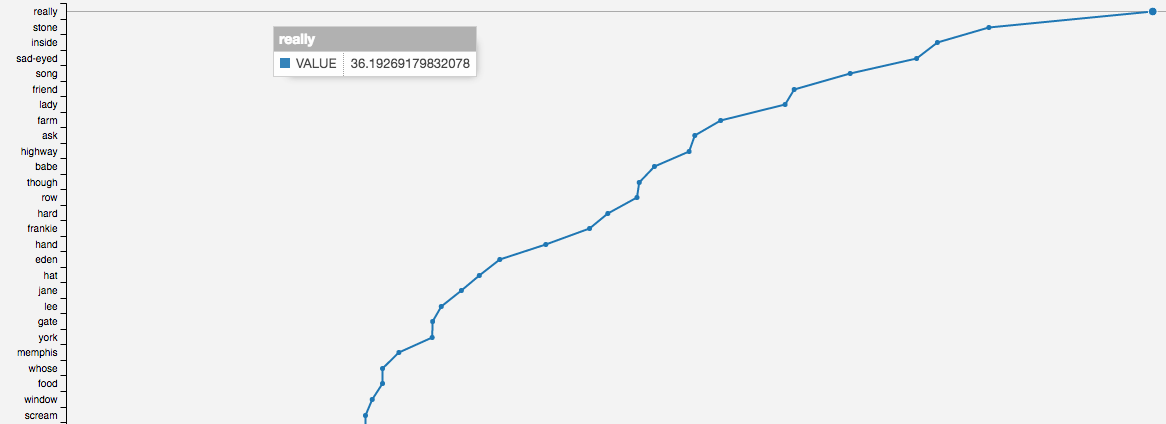 really
stone
inside
sad-eyed
song
friend
lady
farm
ask
highway
babe
though
row
hard
frankie
hand
eden
hat
jane
lee
gate
york
memphis
whose
food
window
scream
really
VALUE 36.19269179832078